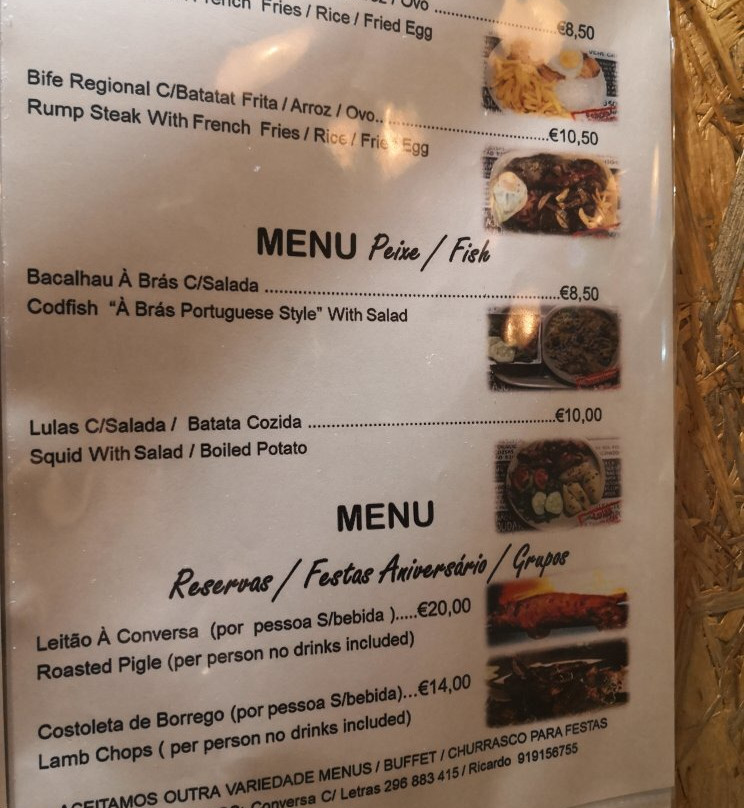 Ovo ..................€8,50
French Fries / Rice / Fried Egg
Bife Regional C/Batatat Frita / Arroz / Ovo..............................€10,50
Rump Steak With French Fries / Rice / Fried Egg
MENU Peixe / Fish
Bacalhau À Brás C/Salada ......................................................€8,50
Codfish "À Brás Portuguese Style" With Salad
Lulas C/Salada / Batata Cozida .............................................€10,00
Squid With Salad / Boiled Potato
MENU
Reservas / Festas Aniversário / Grupos
Leitão À Conversa (por pessoa S/bebida ).....€20,00
Roasted Pigle (per person no drinks included)
Costoleta de Borrego (por pessoa S/bebida)...€14,00
Lamb Chops ( per person no drinks included)
ACEITAMOS OUTRA VARIEDADE MENUS / BUFFET / CHURRASCO PARA FESTAS
Conversa C/ Letras 296 883 415 / Ricardo 919156755